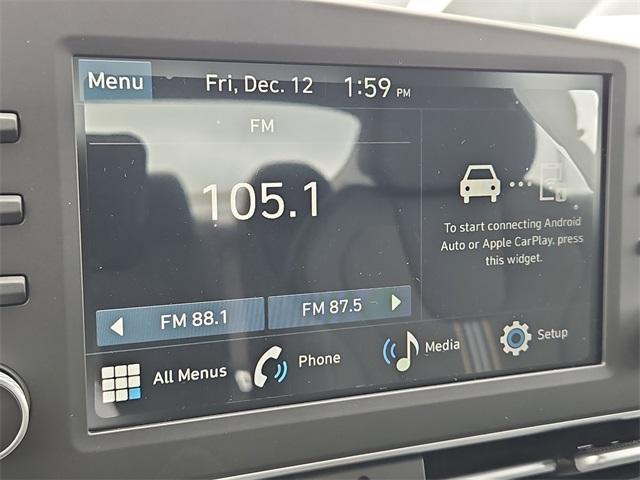 Menu Fri, Dec. 12 1:59 PM
FM
105.1
To start connecting Android
Auto or Apple CarPlay, press
this widget.
FM 88.1 FM 87.5
All Menus Phone Media Setup